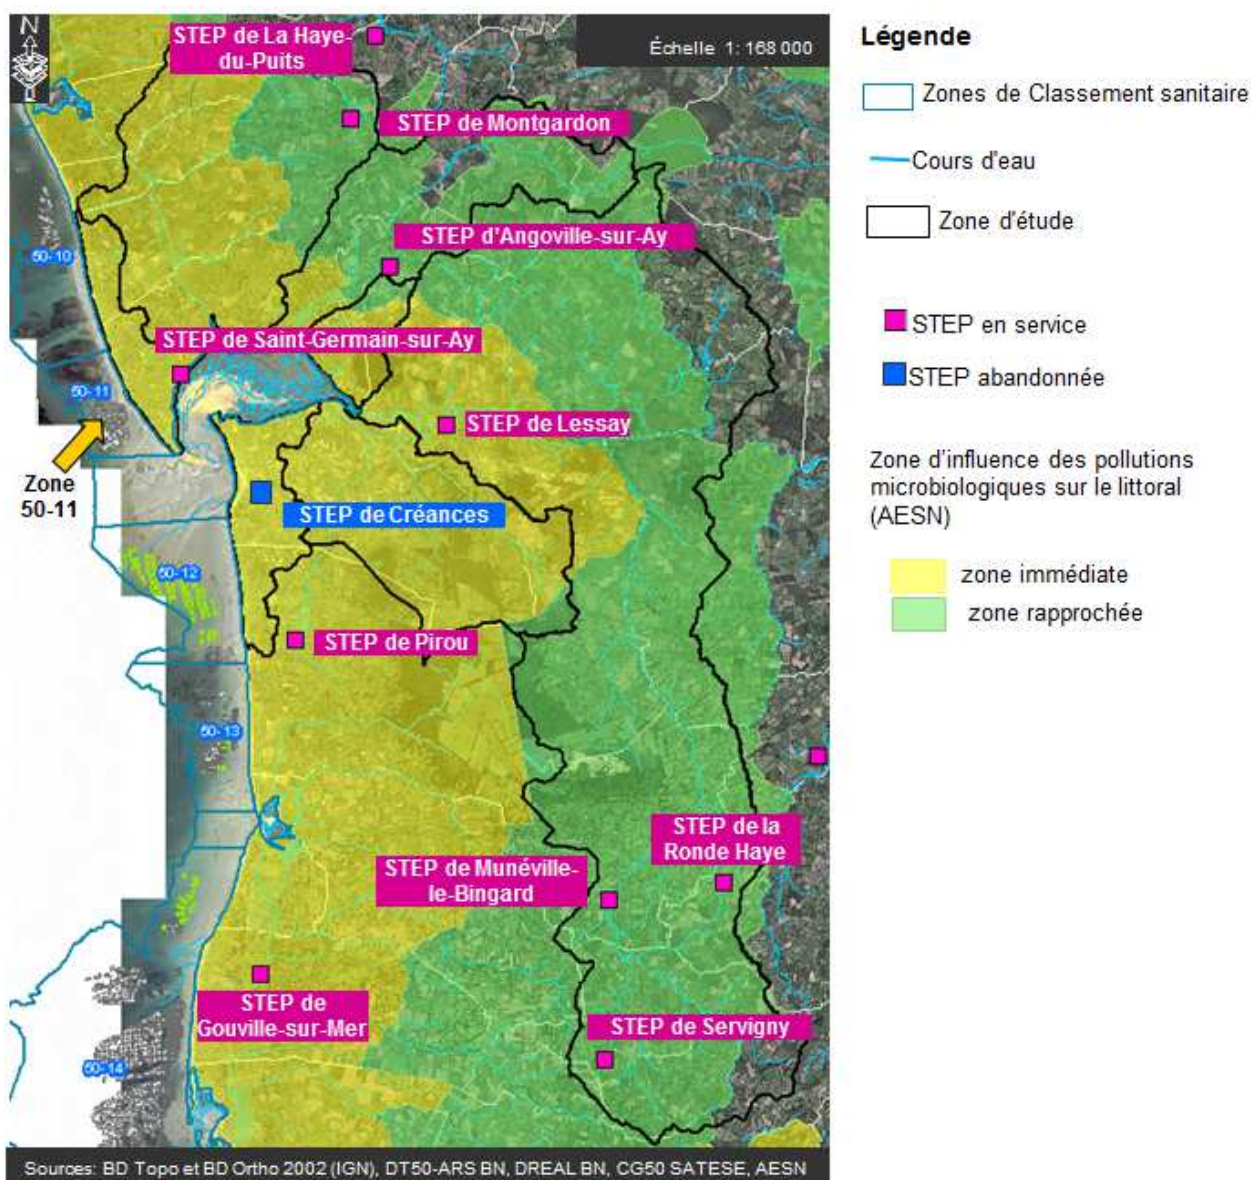 N
STEP de La Haye-
du-Puits
Échelle 1: 168 000
STEP de Montgardon
STEP d'Angoville-sur-Ay
50-10
STEP de Saint-Germain-sur-Ay
50-11
STEP de Lessay
Zone
50-11
STEP de Créances
50-12
STEP de Pirou
50-13
STEP de la
Ronde Haye
STEP de Munéville-
le-Bingard
STEP de
Gouville-sur-Mer
STEP de Servigny
50-14
Sources: BD Topo et BD Ortho 2002 (IGN), DT50-ARS BN, DREAL BN, CG50 SATESE, AESN
Légende
Zones de Classement sanitaire
Cours d'eau
Zone d'étude
STEP en service
STEP abandonnée
Zone d'influence des pollutions
microbiologiques sur le littoral
(AESN)
zone immédiate
zone rapprochée